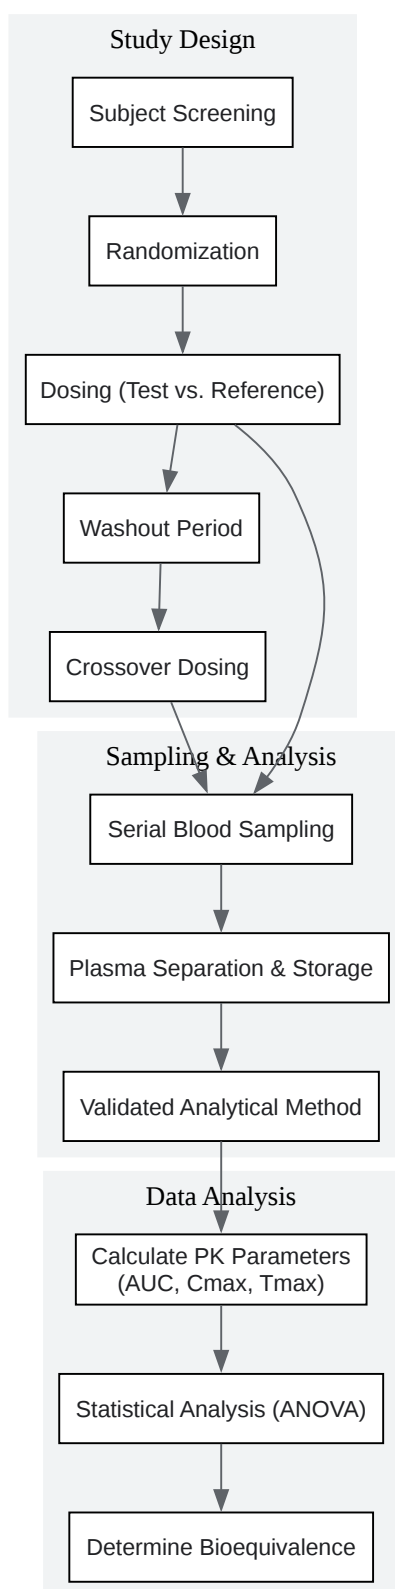 Study Design
Subject Screening
Randomization
Dosing (Test vs. Reference)
Washout Period
Crossover Dosing
Sampling & Analysis
Serial Blood Sampling
Plasma Separation & Storage
Validated Analytical Method
Data Analysis
Calculate PK Parameters
(AUC, Cmax, Tmax)
Statistical Analysis (ANOVA)
Determine Bioequivalence